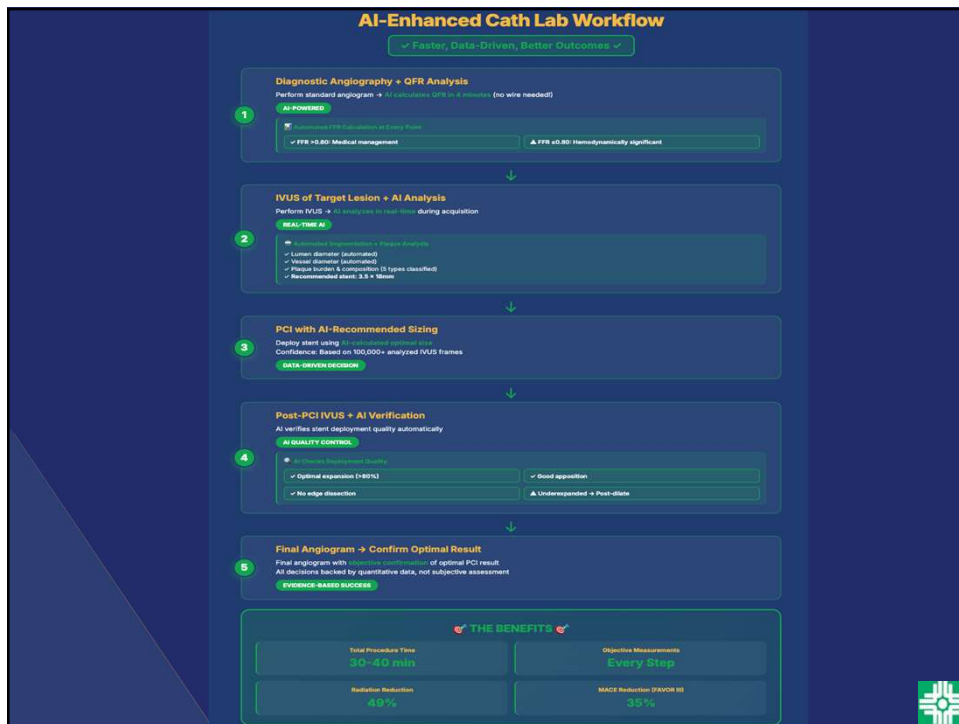 AI-Enhanced Cath Lab Workflow
✓ Faster, Data-Driven, Better Outcomes ✓
1
Diagnostic Angiography + QFR Analysis
Perform standard angiogram → AI calculates QFR in 4 minutes (no wire needed!)
AI-POWERED
Automated FFR Calculation at Every Point
✓ FFR >0.80: Medical management
▲ FFR ≤0.80: Hemodynamically significant
↓
2
IVUS of Target Lesion + AI Analysis
Perform IVUS → AI analyzes in real-time during acquisition
REAL-TIME AI
Automated Segmentation + Plaque Analysis
✓ Lumen diameter (automated)
✓ Vessel diameter (automated)
✓ Plaque burden & composition (5 types classified)
✓ Recommended stent: 3.5 × 18mm
↓
3
PCI with AI-Recommended Sizing
Deploy stent using AI-calculated optimal size
Confidence: Based on 100,000+ analyzed IVUS frames
DATA-DRIVEN DECISION
↓
4
Post-PCI IVUS + AI Verification
AI verifies stent deployment quality automatically
AI QUALITY CONTROL
AI Checks Deployment Quality
✓ Optimal expansion (>80%)
✓ Good apposition
✓ No edge dissection
▲ Underexpanded → Post-dilate
↓
5
Final Angiogram → Confirm Optimal Result
Final angiogram with objective confirmation of optimal PCI result
All decisions backed by quantitative data, not subjective assessment
EVIDENCE-BASED SUCCESS
🎯 THE BENEFITS 🎯
Total Procedure Time
30-40 min
Objective Measurements
Every Step
Radiation Reduction
49%
MACE Reduction (FAVOR III)
35%